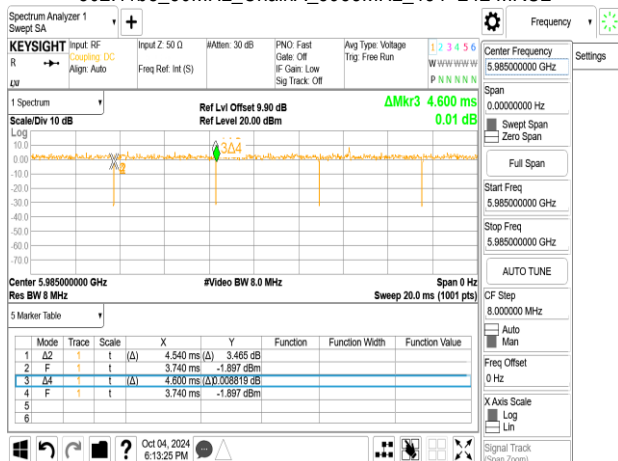 Spectrum Analyzer 1
Swept SA
Frequency
KEYSIGHT
R
LXI
Input: RF
Coupling: DC
Align: Auto
Input Z: 50 Ω
Freq Ref: Int (S)
#Atten: 30 dB
PNO: Fast
Gate: Off
IF Gain: Low
Sig Track: Off
Avg Type: Voltage
Trig: Free Run
1 2 3 4 5 6
W W W W W W
P N N N N N
Center Frequency
5.985000000 GHz
Settings
1 Spectrum
Scale/Div 10 dB
Ref Lvl Offset 9.90 dB
Ref Level 20.00 dBm
ΔMkr3 4.600 ms
0.01 dB
Span
0.00000000 Hz
Swept Span
Zero Span
Full Span
Start Freq
5.985000000 GHz
Stop Freq
5.985000000 GHz
AUTO TUNE
CF Step
8.000000 MHz
Auto
Man
Freq Offset
0 Hz
X Axis Scale
Log
Lin
Signal Track
(Span Zoom)
Log
10.0
0.00
-10.0
-20.0
-30.0
-40.0
-50.0
-60.0
-70.0
3Δ4
Center 5.985000000 GHz
#Video BW 8.0 MHz
Span 0 Hz
Res BW 8 MHz
Sweep 20.0 ms (1001 pts)
5 Marker Table
Mode Trace Scale X Y Function Function Width Function Value
1 Δ2 1 t (Δ) 4.540 ms (Δ) 3.465 dB
2 F 1 t 3.740 ms -1.897 dBm
3 Δ4 1 t (Δ) 4.600 ms (Δ) 0.008819 dB
4 F 1 t 3.740 ms -1.897 dBm
5
6
?
Oct 04, 2024
6:13:25 PM